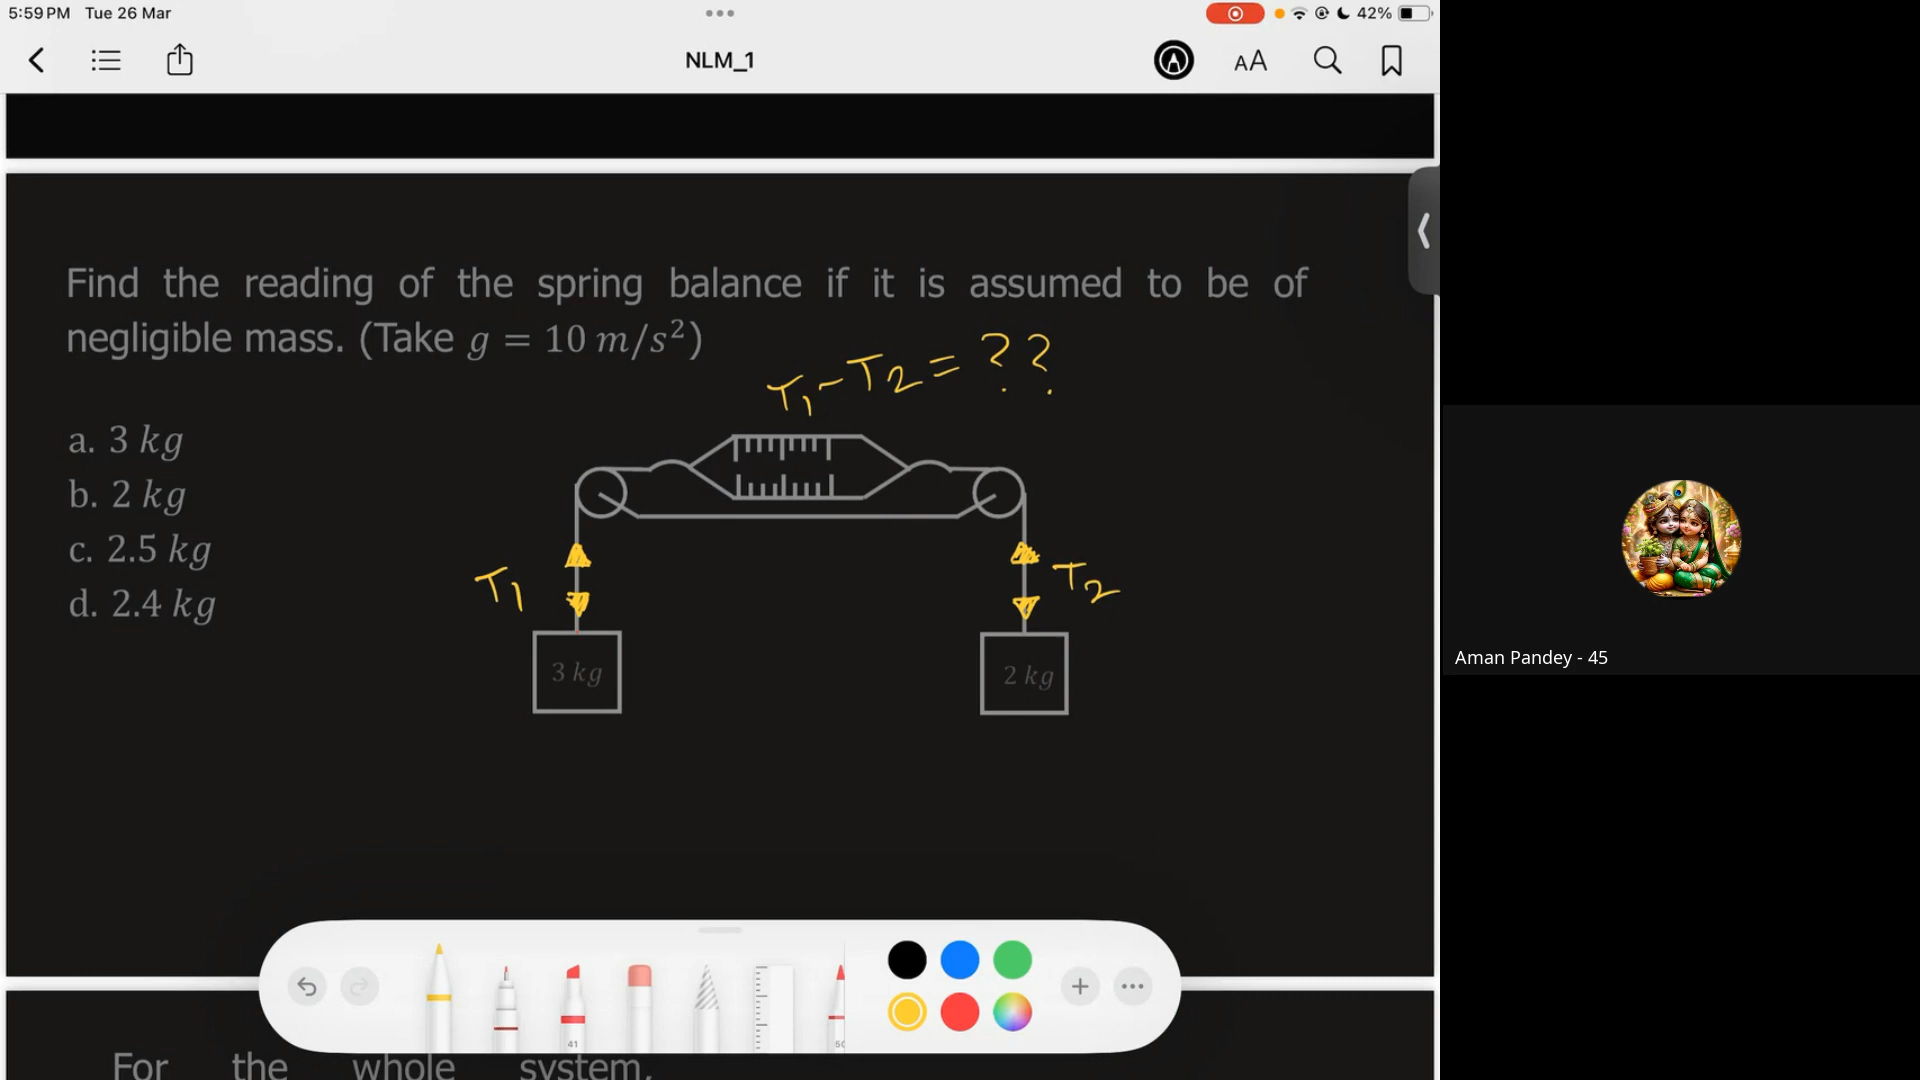 5:59 PM Tue 26 Mar
42%
NLM_1
AA
Find the reading of the spring balance if it is assumed to be of
negligible mass. (Take g = 10 m/s²)
T₁ - T₂ = ??
a. 3 kg
b. 2 kg
c. 2.5 kg
d. 2.4 kg
T₁
T₂
3 kg
2 kg
Aman Pandey - 45
41
50
For the whole system,